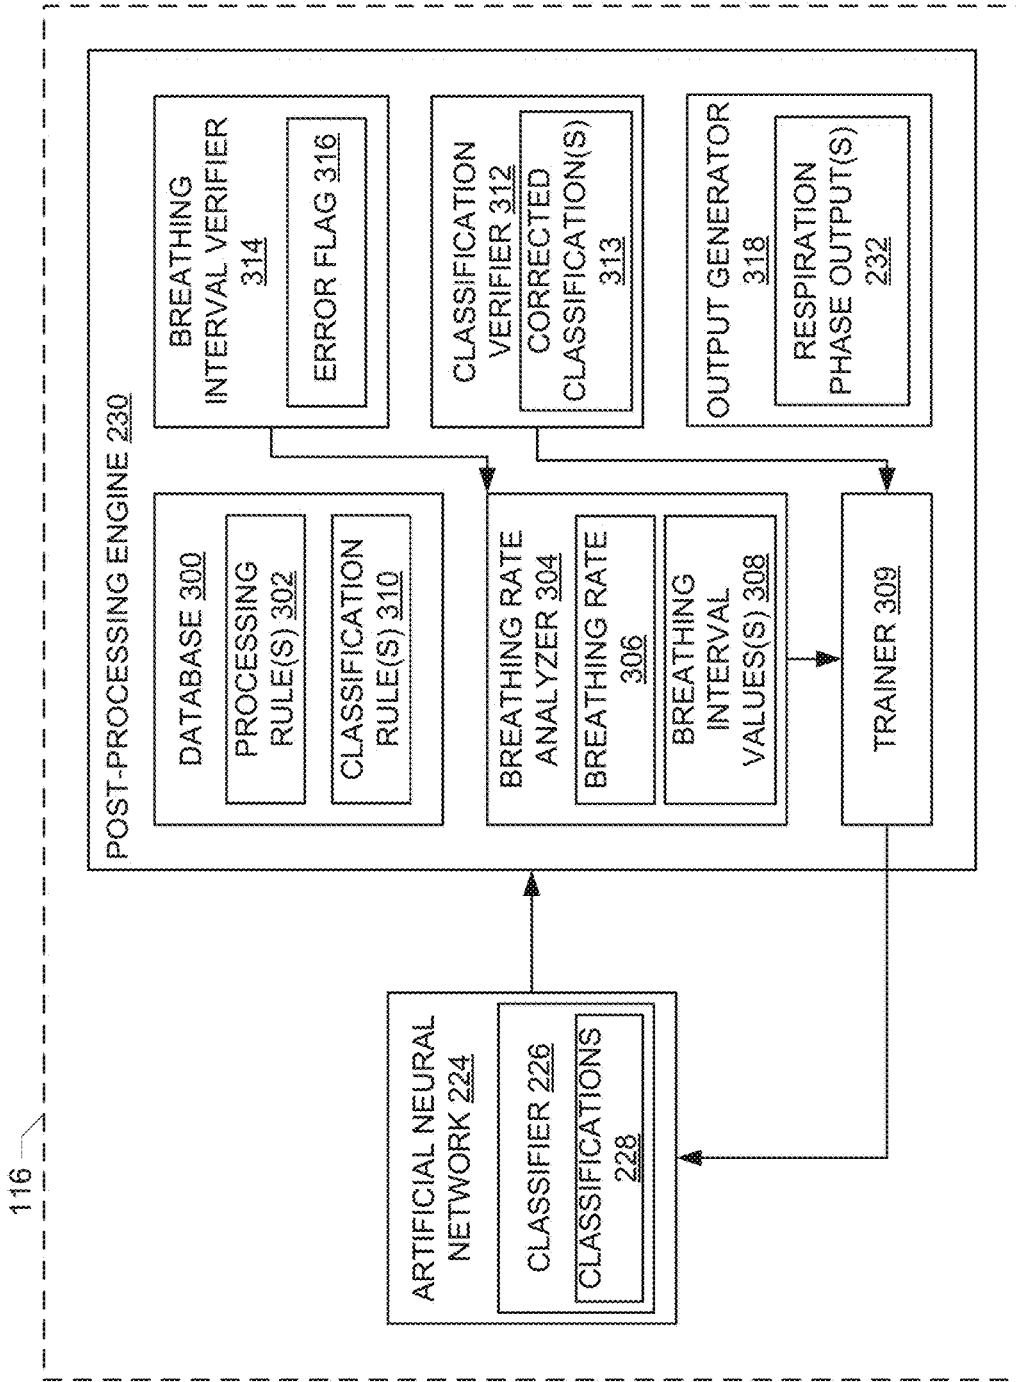 116
ARTIFICIAL NEURAL
NETWORK 224
CLASSIFIER 226
CLASSIFICATIONS
228
POST-PROCESSING ENGINE 230
DATABASE 300
PROCESSING
RULE(S) 302
CLASSIFICATION
RULE(S) 310
BREATHING
INTERVAL VERIFIER
314
ERROR FLAG 316
BREATHING RATE
ANALYZER 304
BREATHING RATE
306
BREATHING
INTERVAL
VALUES(S) 308
CLASSIFICATION
VERIFIER 312
CORRECTED
CLASSIFICATION(S)
313
TRAINER 309
OUTPUT GENERATOR
318
RESPIRATION
PHASE OUTPUT(S)
232